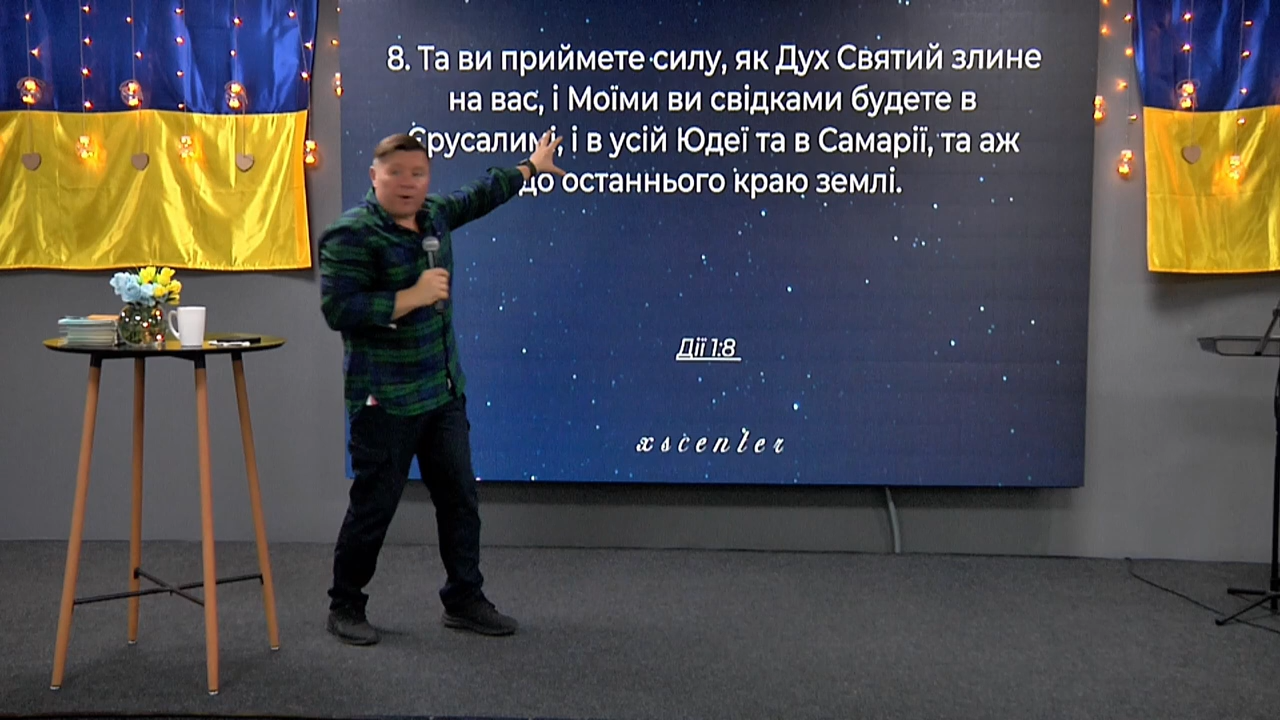 8. Та ви приймете силу, як Дух Святий злине
на вас, і Моїми ви свідками будете в
Єрусалимі, і в усій Юдеї та в Самарії, та аж
до останнього краю землі.
Дії 1:8
xscenter